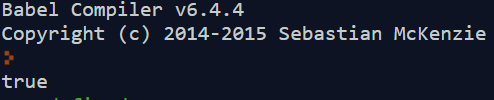 Babel Compiler v6.4.4
Copyright (c) 2014-2015 Sebastian McKenzie
>
true